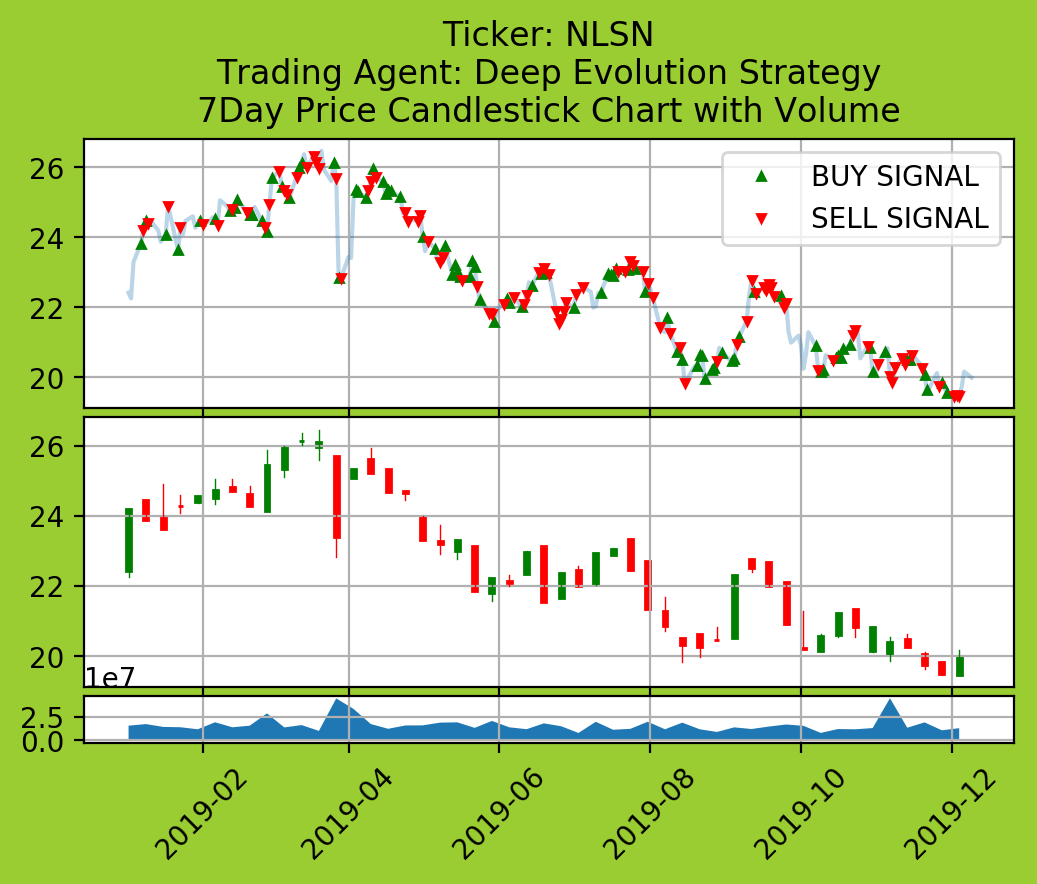 Ticker: NLSN
Trading Agent: Deep Evolution Strategy
7Day Price Candlestick Chart with Volume
26
24
22
20
BUY SIGNAL
SELL SIGNAL
26
24
22
20
1e7
2.5
0.0
2019-02
2019-04
2019-06
2019-08
2019-10
2019-12